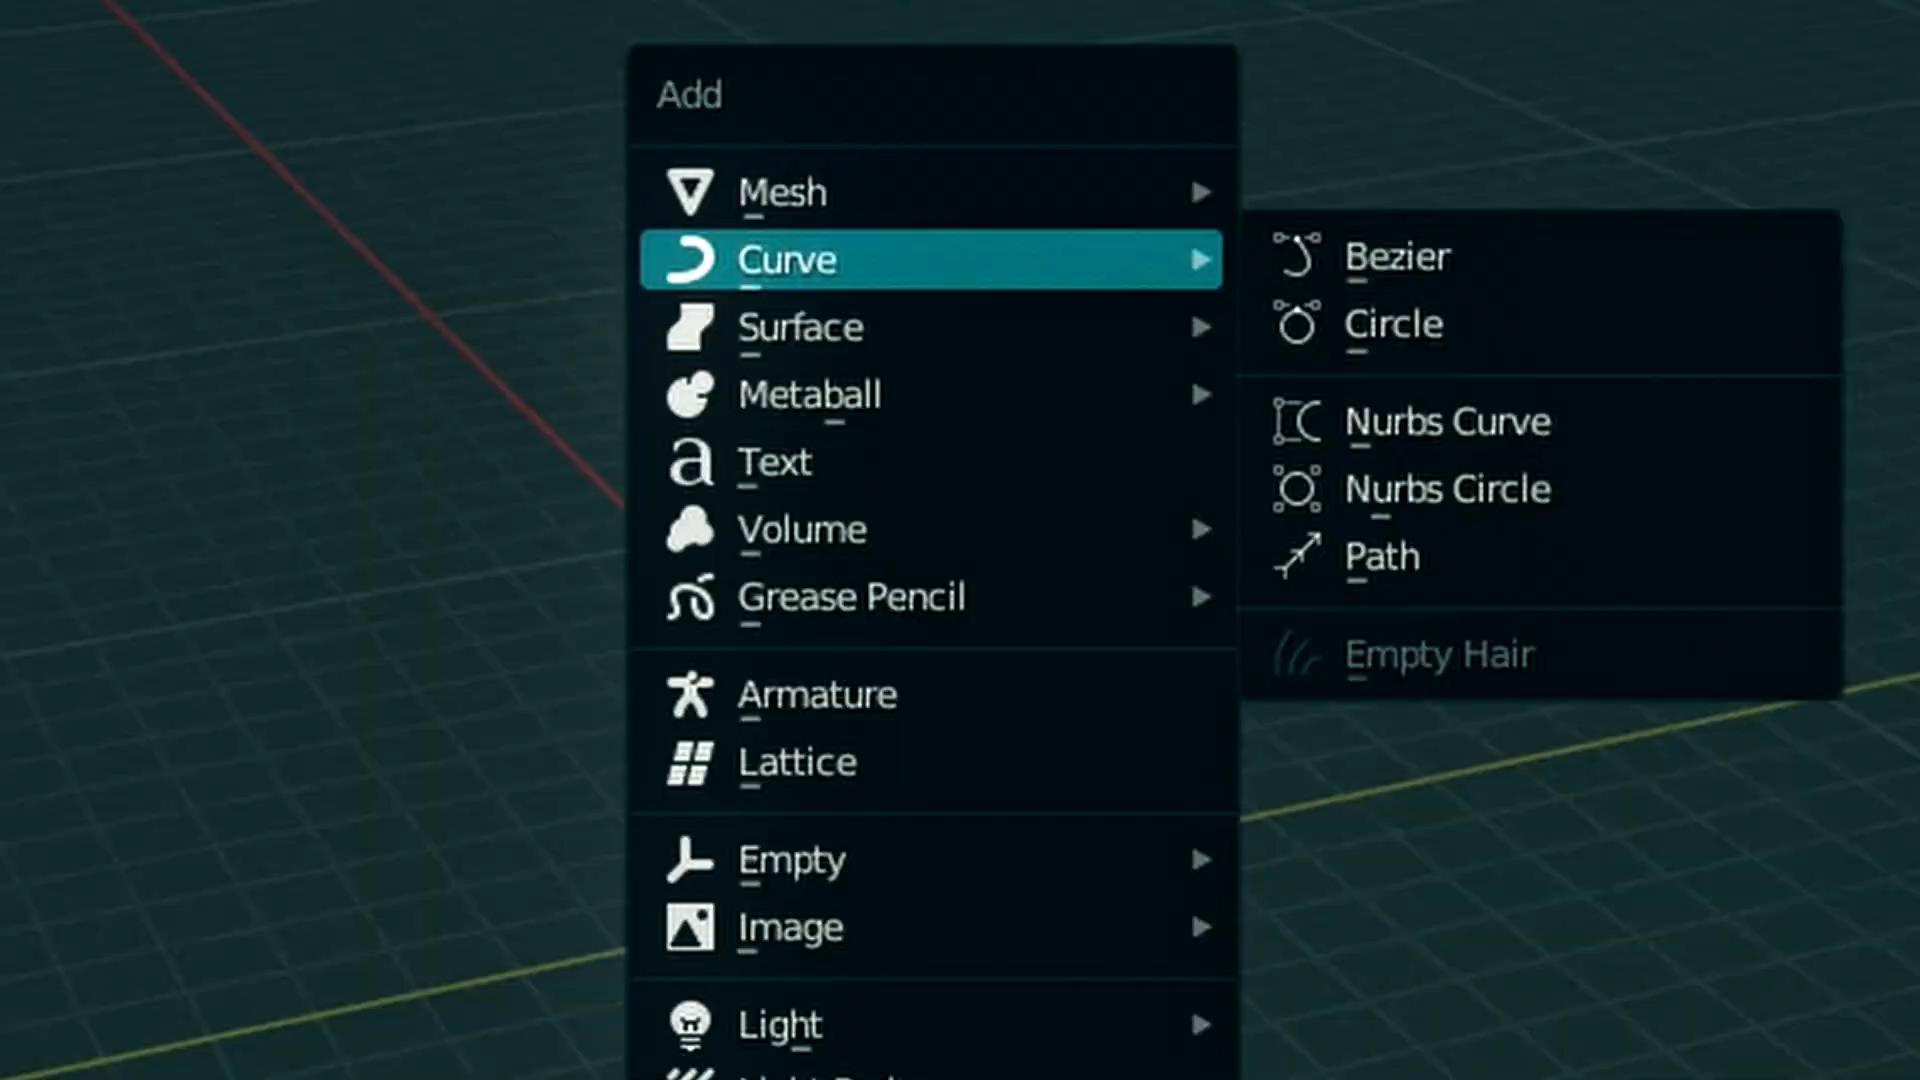 Add
Mesh
Curve
Surface
Metaball
Text
Volume
Grease Pencil
Armature
Lattice
Empty
Image
Light
Bezier
Circle
Nurbs Curve
Nurbs Circle
Path
Empty Hair